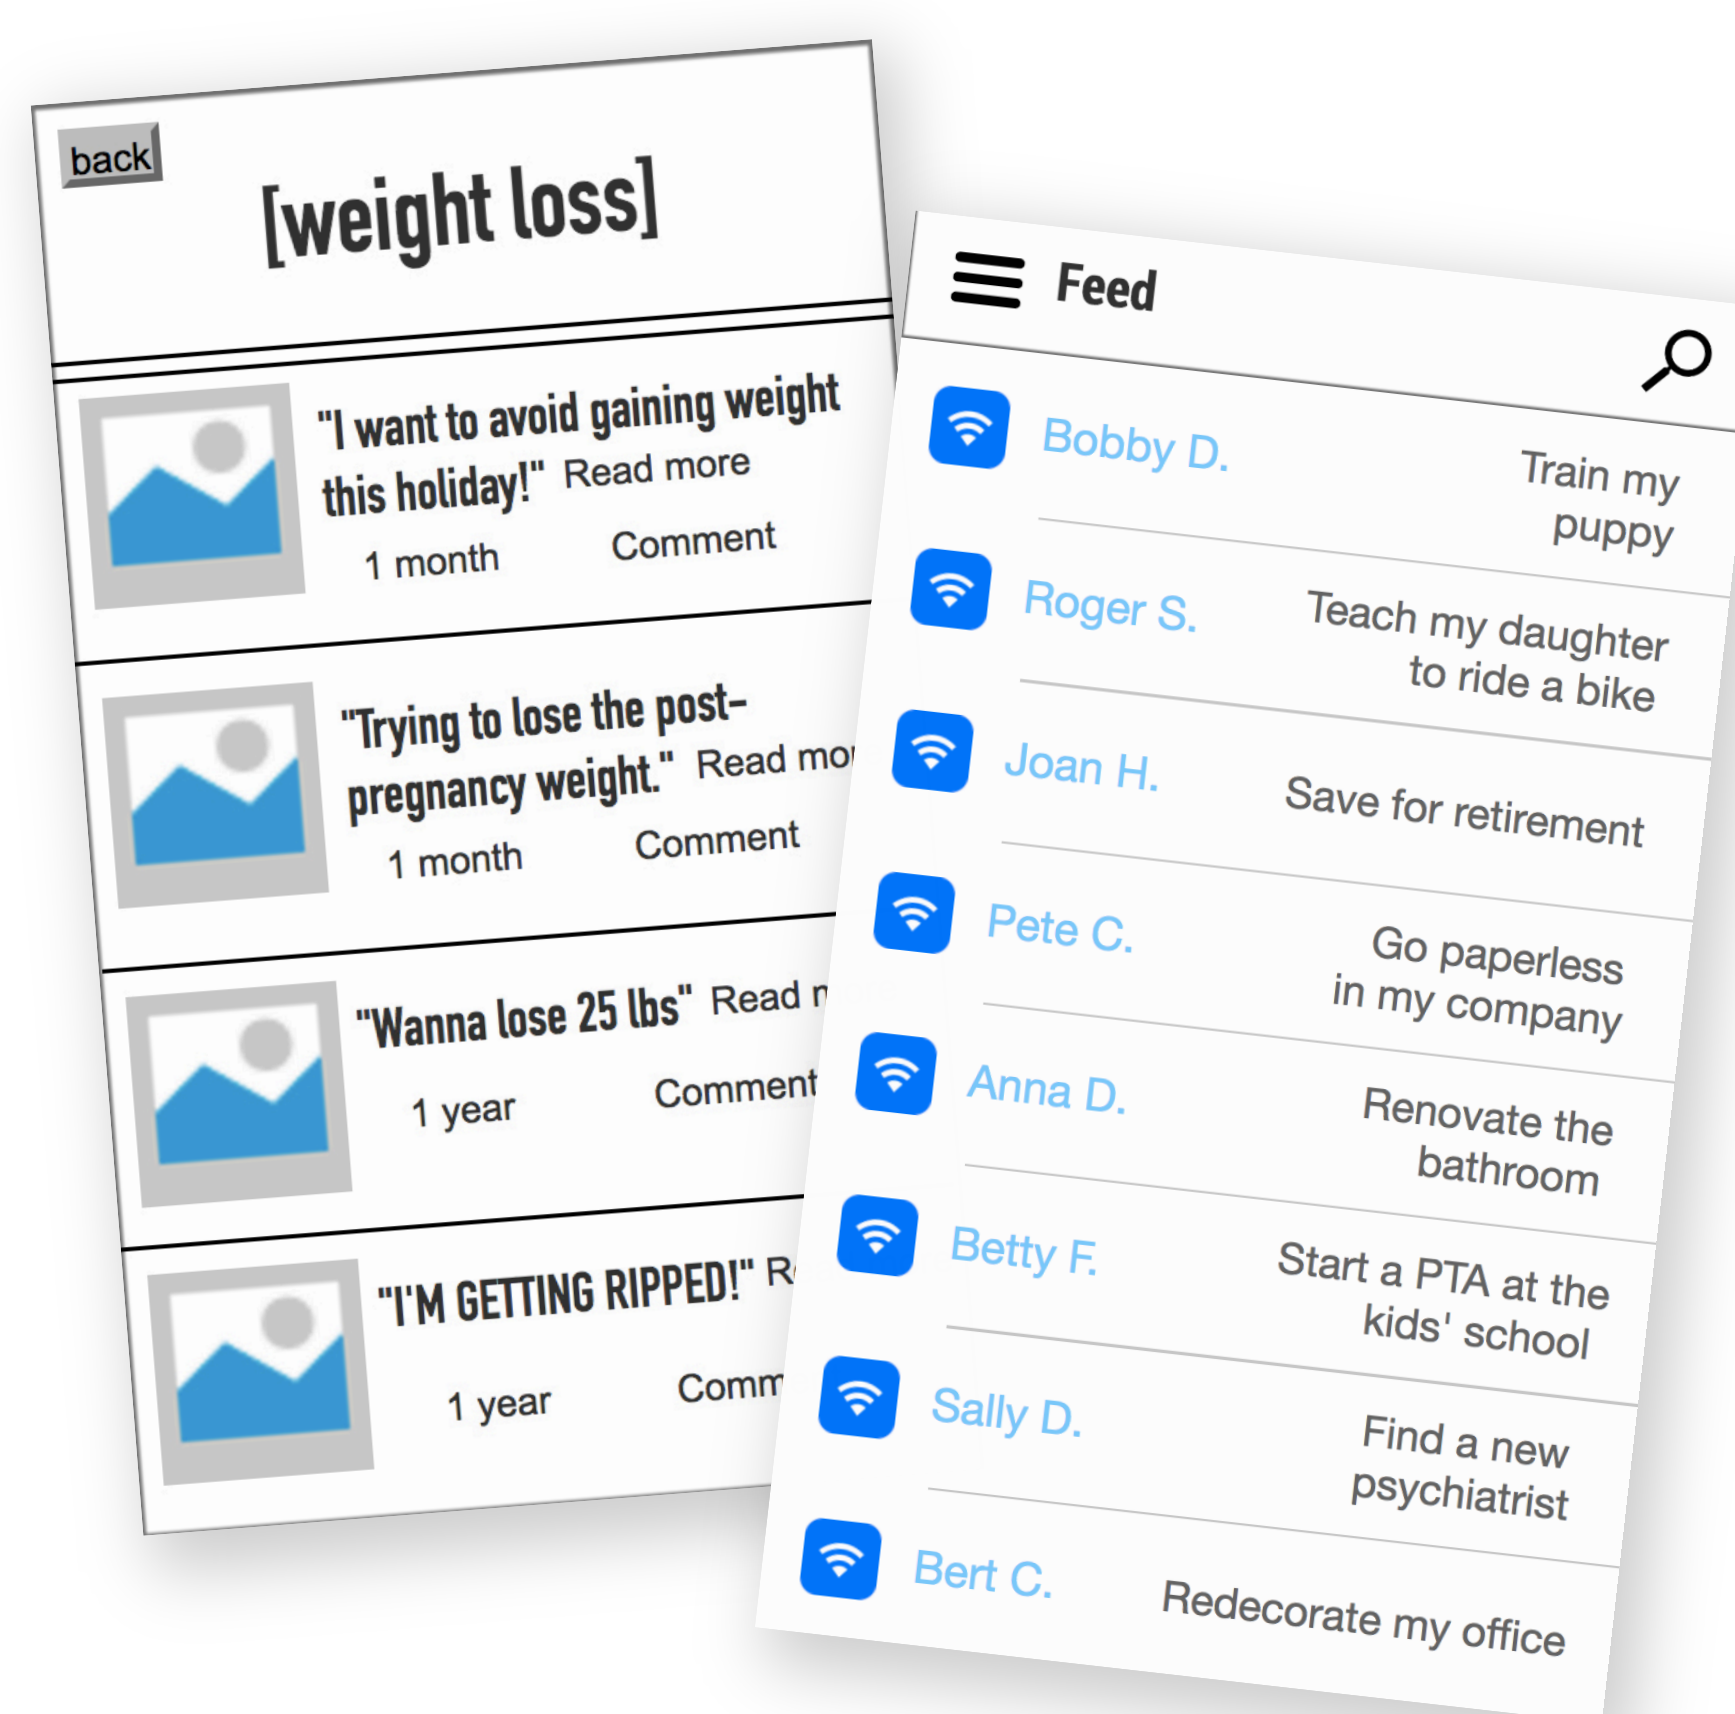 back
[weight loss]
"I want to avoid gaining weight
this holiday!" Read more
1 month Comment
"Trying to lose the post-
pregnancy weight." Read mor
1 month Comment
"Wanna lose 25 lbs" Read m
1 year Comment
"I'M GETTING RIPPED!" Re
1 year Comm
Feed
Bobby D. Train my
puppy
Roger S. Teach my daughter
to ride a bike
Joan H. Save for retirement
Pete C. Go paperless
in my company
Anna D. Renovate the
bathroom
Betty F. Start a PTA at the
kids' school
Sally D. Find a new
psychiatrist
Bert C. Redecorate my office